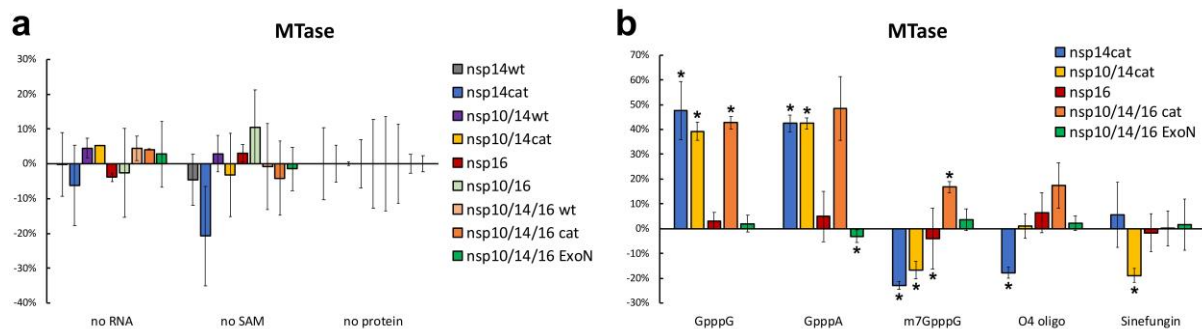 a
MTase
30%
20%
10%
0%
-10%
-20%
-30%
-40%
no RNA
no SAM
no protein
nsp14wt
nsp14cat
nsp10/14wt
nsp10/14cat
nsp16
nsp10/16
nsp10/14/16 wt
nsp10/14/16 cat
nsp10/14/16 ExoN
b
MTase
70%
60%
50%
40%
30%
20%
10%
0%
-10%
-20%
-30%
* * *
* * *
* * * *
*
*
GpppG
GpppA
m7GpppG
O4 oligo
Sinefungin
nsp14cat
nsp10/14cat
nsp16
nsp10/14/16 cat
nsp10/14/16 ExoN